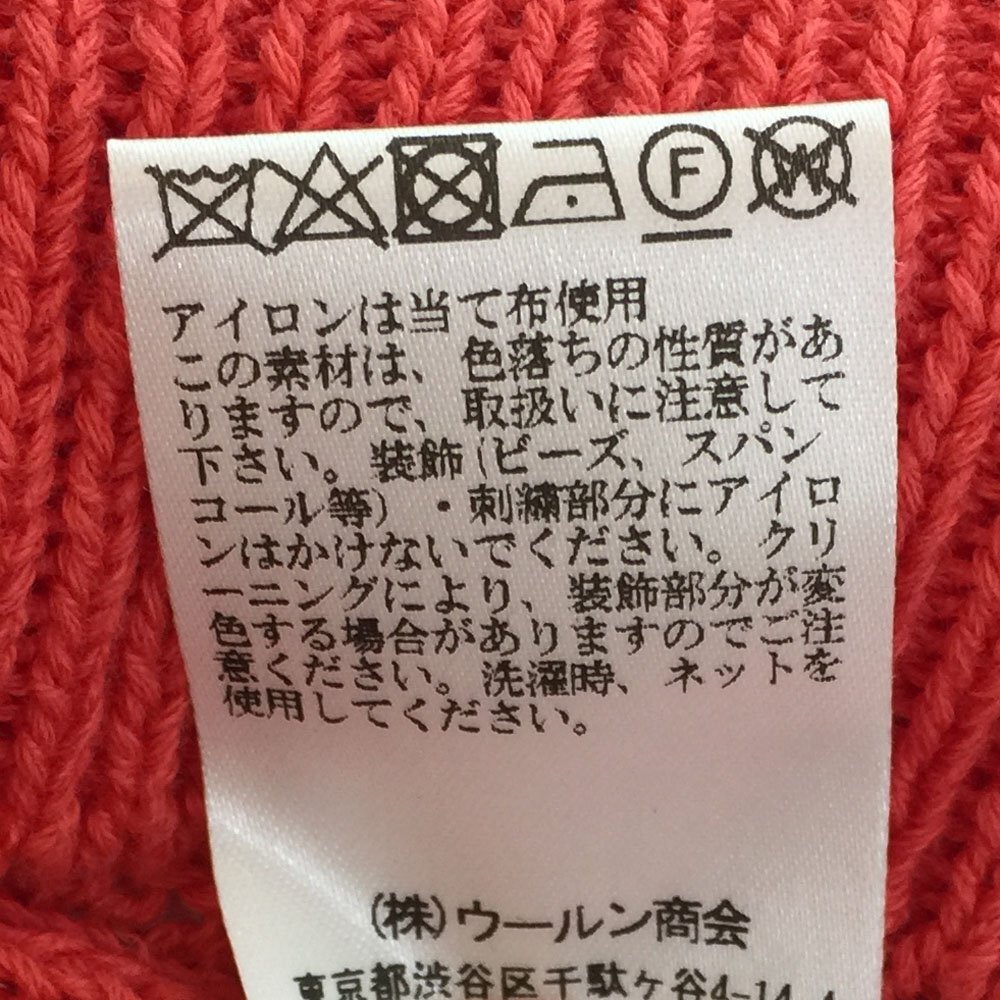 F W
アイロンは当て布使用
この素材は、色落ちの性質があ
りますので、取扱いに注意して
下さい。装飾(ビーズ、スパン
コール等)・刺繍部分にアイロ
ンはかけないでください。クリ
ーニングにより、装飾部分が変
色する場合がありますのでご注
意ください。洗濯時、ネットを
使用してください。
(株)ウールン商会
東京都渋谷区千駄ヶ谷4-14-4